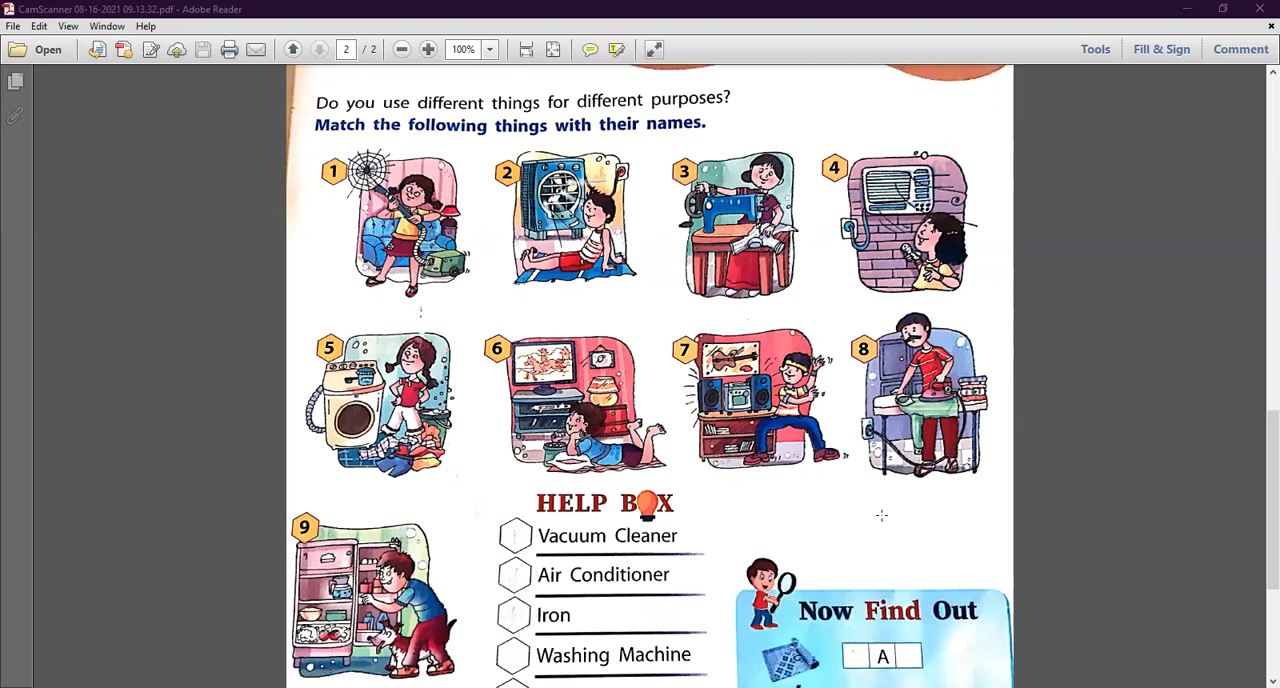 CamScanner 08-16-2021 09.13.32.pdf - Adobe Reader
File Edit View Window Help
Open 2 / 2 100% Tools Fill & Sign Comment
Do you use different things for different purposes?
Match the following things with their names.
1 2 3 4
5 6 7 8
9
HELP BOX
Vacuum Cleaner
Air Conditioner
Iron
Washing Machine
Now Find Out
A